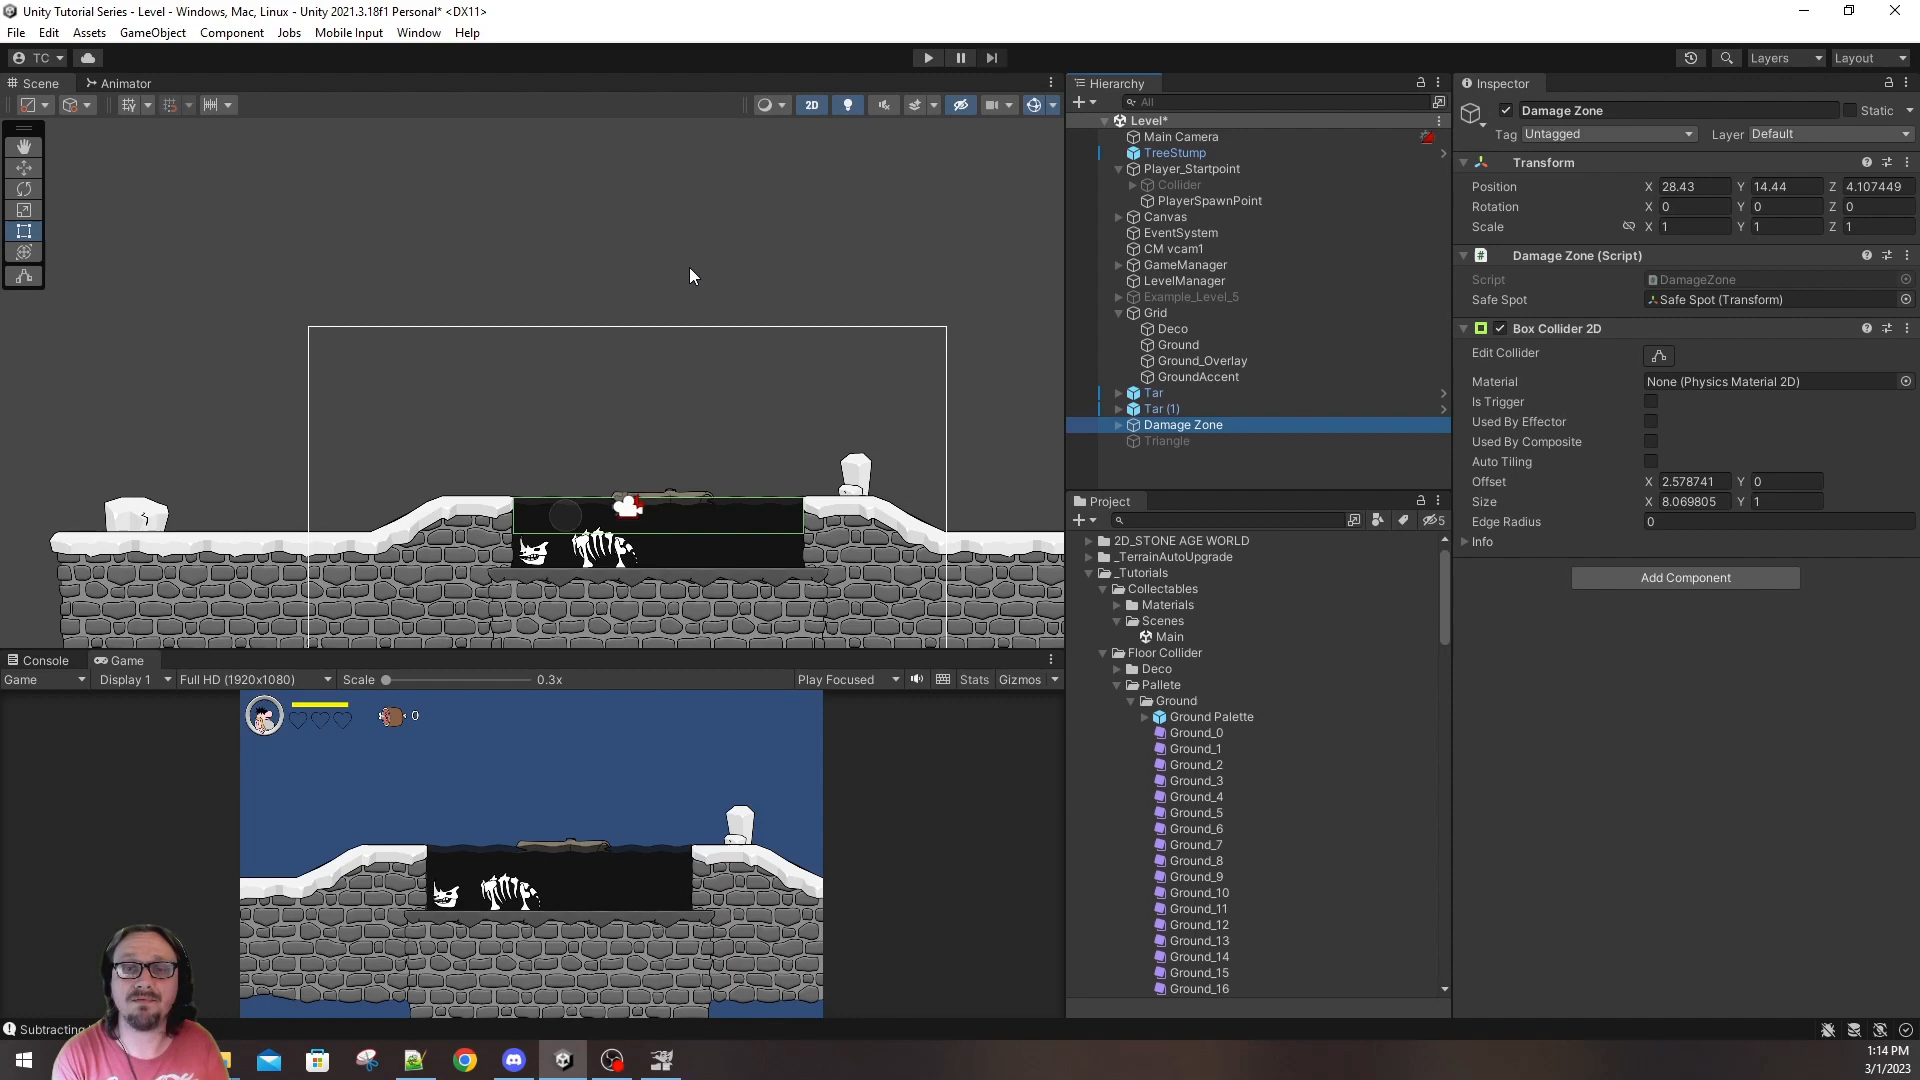 Unity Tutorial Series - Level - Windows, Mac, Linux - Unity 2021.3.18f1 Personal* <DX11>
File Edit Assets GameObject Component Jobs Mobile Input Window Help
TC Layers Layout
Scene Animator
2D
Hierarchy
All
Level*
Main Camera
TreeStump
Player_Startpoint
Collider
PlayerSpawnPoint
Canvas
EventSystem
CM vcam1
GameManager
LevelManager
Example_Level_5
Grid
Deco
Ground
Ground_Overlay
GroundAccent
Tar
Tar (1)
Damage Zone
Triangle
Inspector
Damage Zone Static
Tag Untagged Layer Default
Transform
Position X 28.43 Y 14.44 Z 4.107449
Rotation X 0 Y 0 Z 0
Scale X 1 Y 1 Z 1
Damage Zone (Script)
Script DamageZone
Safe Spot Safe Spot (Transform)
Box Collider 2D
Edit Collider
Material None (Physics Material 2D)
Is Trigger
Used By Effector
Used By Composite
Auto Tiling
Offset X 2.578741 Y 0
Size X 8.069805 Y 1
Edge Radius 0
Info
Add Component
Project
5
2D_STONE AGE WORLD
_TerrainAutoUpgrade
_Tutorials
Collectables
Materials
Scenes
Main
Floor Collider
Deco
Pallete
Ground
Ground Palette
Ground_0
Ground_1
Ground_2
Ground_3
Ground_4
Ground_5
Ground_6
Ground_7
Ground_8
Ground_9
Ground_10
Ground_11
Ground_12
Ground_13
Ground_14
Ground_15
Ground_16
Console Game
Game Display 1 Full HD (1920x1080) Scale 0.3x Play Focused Stats Gizmos
0
Subtracting
1:14 PM
3/1/2023